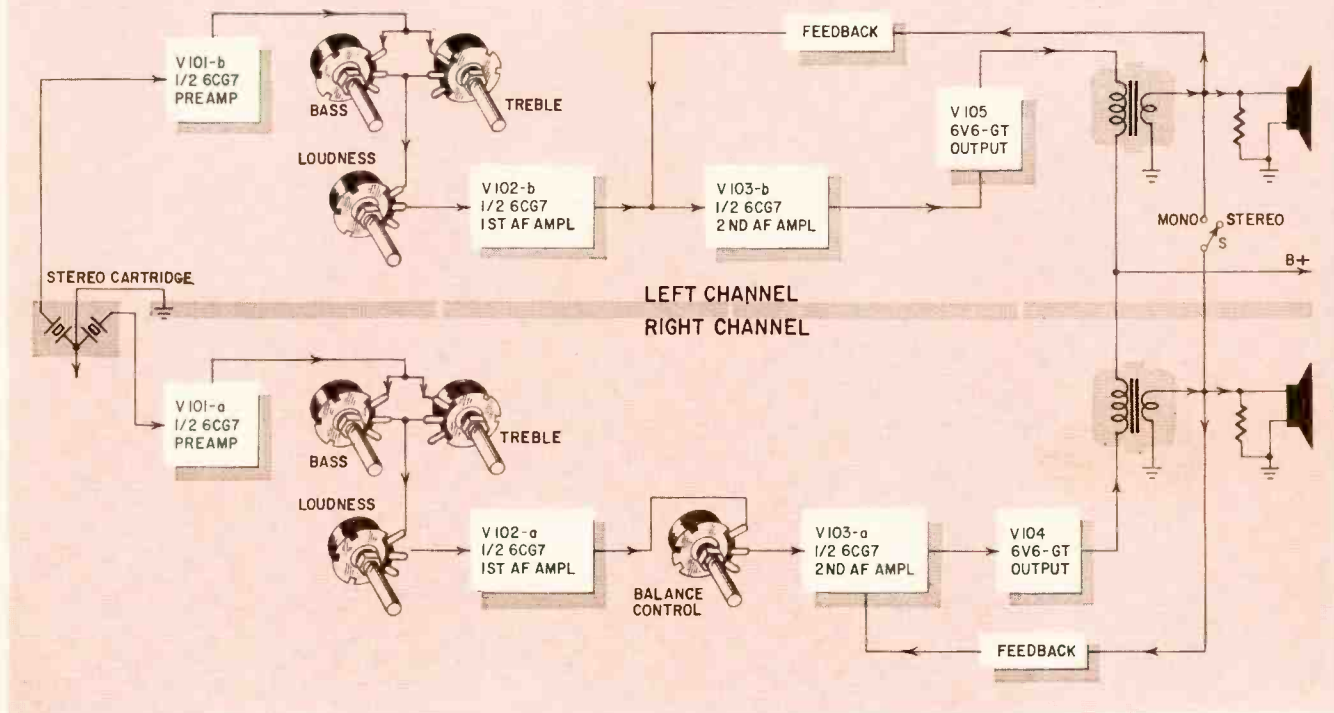 V101-b
1/2 6CG7
PREAMP
BASS
TREBLE
LOUDNESS
V102-b
1/2 6CG7
1ST AF AMPL
FEEDBACK
V103-b
1/2 6CG7
2ND AF AMPL
V105
6V6-GT
OUTPUT
MONO
STEREO
S
B+
STEREO CARTRIDGE
LEFT CHANNEL
RIGHT CHANNEL
V101-a
1/2 6CG7
PREAMP
BASS
TREBLE
LOUDNESS
V102-a
1/2 6CG7
1ST AF AMPL
BALANCE
CONTROL
V103-a
1/2 6CG7
2ND AF AMPL
V104
6V6-GT
OUTPUT
FEEDBACK